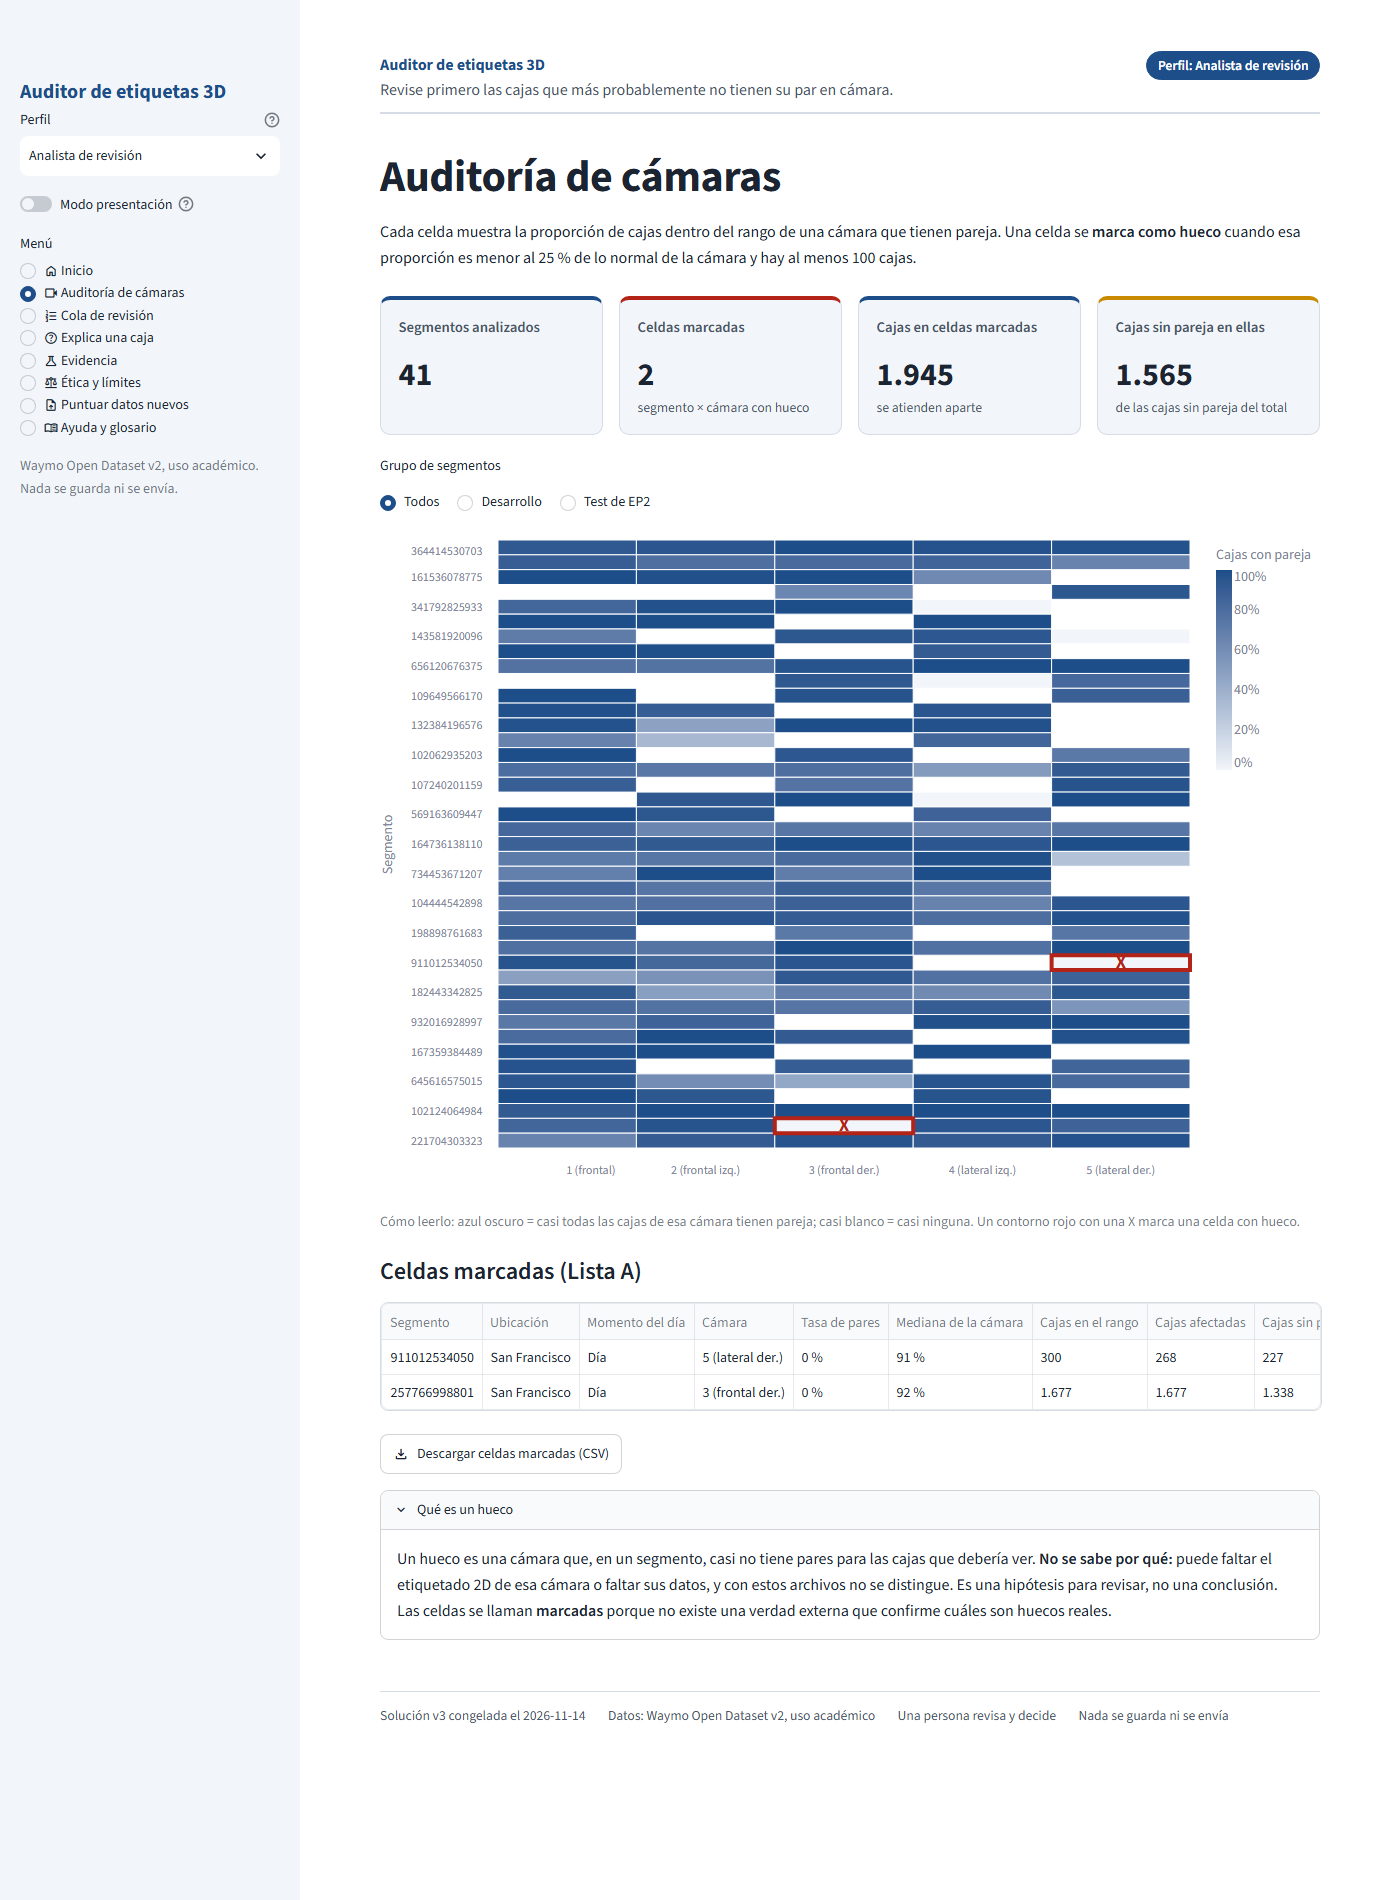 Auditor de etiquetas 3D
Perfil
Analista de revisión
Modo presentación
Menú
Inicio
Auditoría de cámaras
Cola de revisión
Explica una caja
Evidencia
Ética y límites
Puntuar datos nuevos
Ayuda y glosario
Waymo Open Dataset v2, uso académico.
Nada se guarda ni se envía.
Auditor de etiquetas 3D
Revise primero las cajas que más probablemente no tienen su par en cámara.
Perfil: Analista de revisión
Auditoría de cámaras
Cada celda muestra la proporción de cajas dentro del rango de una cámara que tienen pareja. Una celda se marca como hueco cuando esa
proporción es menor al 25 % de lo normal de la cámara y hay al menos 100 cajas.
Segmentos analizados
41
Celdas marcadas
2
segmento × cámara con hueco
Cajas en celdas marcadas
1.945
se atienden aparte
Cajas sin pareja en ellas
1.565
de las cajas sin pareja del total
Grupo de segmentos
Todos Desarrollo Test de EP2
Segmento
364414530703
161536078775
341792825933
143581920096
656120676375
109649566170
132384196576
102062935203
107240201159
569163609447
164736138110
734453671207
104444542898
198898761683
911012534050
X
182443342825
932016928997
167359384489
645616575015
102124064984
X
221704303323
1 (frontal) 2 (frontal izq.) 3 (frontal der.) 4 (lateral izq.) 5 (lateral der.)
Cajas con pareja
100%
80%
60%
40%
20%
0%
Cómo leerlo: azul oscuro = casi todas las cajas de esa cámara tienen pareja; casi blanco = casi ninguna. Un contorno rojo con una X marca una celda con hueco.
Celdas marcadas (Lista A)
Segmento Ubicación Momento del día Cámara Tasa de pares Mediana de la cámara Cajas en el rango Cajas afectadas Cajas sin p
911012534050 San Francisco Día 5 (lateral der.) 0 % 91 % 300 268 227
257766998801 San Francisco Día 3 (frontal der.) 0 % 92 % 1.677 1.677 1.338
Descargar celdas marcadas (CSV)
Qué es un hueco
Un hueco es una cámara que, en un segmento, casi no tiene pares para las cajas que debería ver. No se sabe por qué: puede faltar el
etiquetado 2D de esa cámara o faltar sus datos, y con estos archivos no se distingue. Es una hipótesis para revisar, no una conclusión.
Las celdas se llaman marcadas porque no existe una verdad externa que confirme cuáles son huecos reales.
Solución v3 congelada el 2026-11-14 Datos: Waymo Open Dataset v2, uso académico Una persona revisa y decide Nada se guarda ni se envía